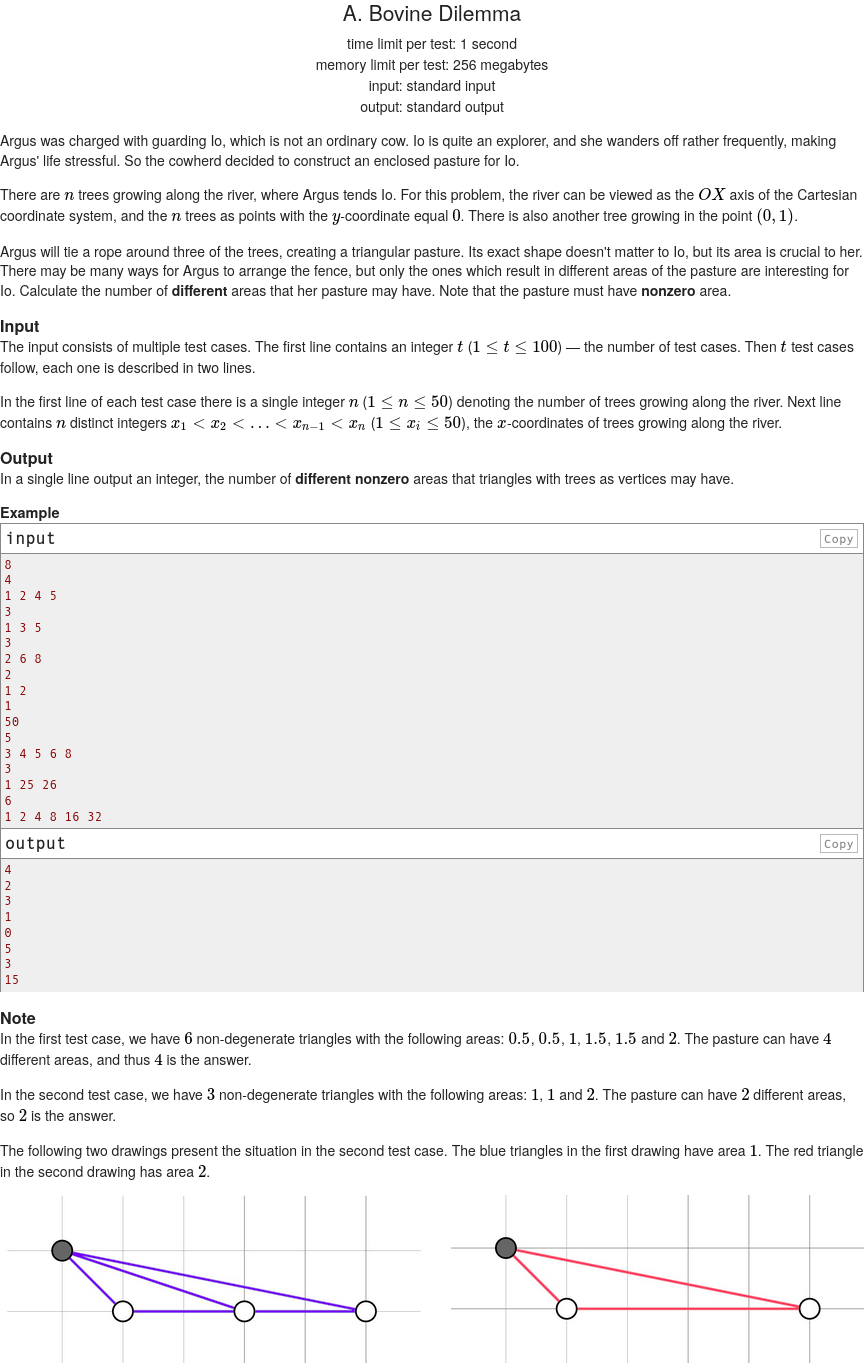 A. Bovine Dilemma
time limit per test: 1 second
memory limit per test: 256 megabytes
input: standard input
output: standard output
Argus was charged with guarding Io, which is not an ordinary cow. Io is quite an explorer, and she wanders off rather frequently, making
Argus' life stressful. So the cowherd decided to construct an enclosed pasture for Io.
There are n trees growing along the river, where Argus tends Io. For this problem, the river can be viewed as the OX axis of the Cartesian
coordinate system, and the n trees as points with the y-coordinate equal 0. There is also another tree growing in the point (0, 1).
Argus will tie a rope around three of the trees, creating a triangular pasture. Its exact shape doesn't matter to Io, but its area is crucial to her.
There may be many ways for Argus to arrange the fence, but only the ones which result in different areas of the pasture are interesting for
Io. Calculate the number of different areas that her pasture may have. Note that the pasture must have nonzero area.
Input
The input consists of multiple test cases. The first line contains an integer t (1 ≤ t ≤ 100) — the number of test cases. Then t test cases
follow, each one is described in two lines.
In the first line of each test case there is a single integer n (1 ≤ n ≤ 50) denoting the number of trees growing along the river. Next line
contains n distinct integers x₁ < x₂ < … < xₙ₋₁ < xₙ (1 ≤ xᵢ ≤ 50), the x-coordinates of trees growing along the river.
Output
In a single line output an integer, the number of different nonzero areas that triangles with trees as vertices may have.
Example
input Copy
8
4
1 2 4 5
3
1 3 5
3
2 6 8
2
1 2
1
50
5
3 4 5 6 8
3
1 25 26
6
1 2 4 8 16 32
output Copy
4
2
3
1
0
5
3
15
Note
In the first test case, we have 6 non-degenerate triangles with the following areas: 0.5, 0.5, 1, 1.5, 1.5 and 2. The pasture can have 4
different areas, and thus 4 is the answer.
In the second test case, we have 3 non-degenerate triangles with the following areas: 1, 1 and 2. The pasture can have 2 different areas,
so 2 is the answer.
The following two drawings present the situation in the second test case. The blue triangles in the first drawing have area 1. The red triangle
in the second drawing has area 2.